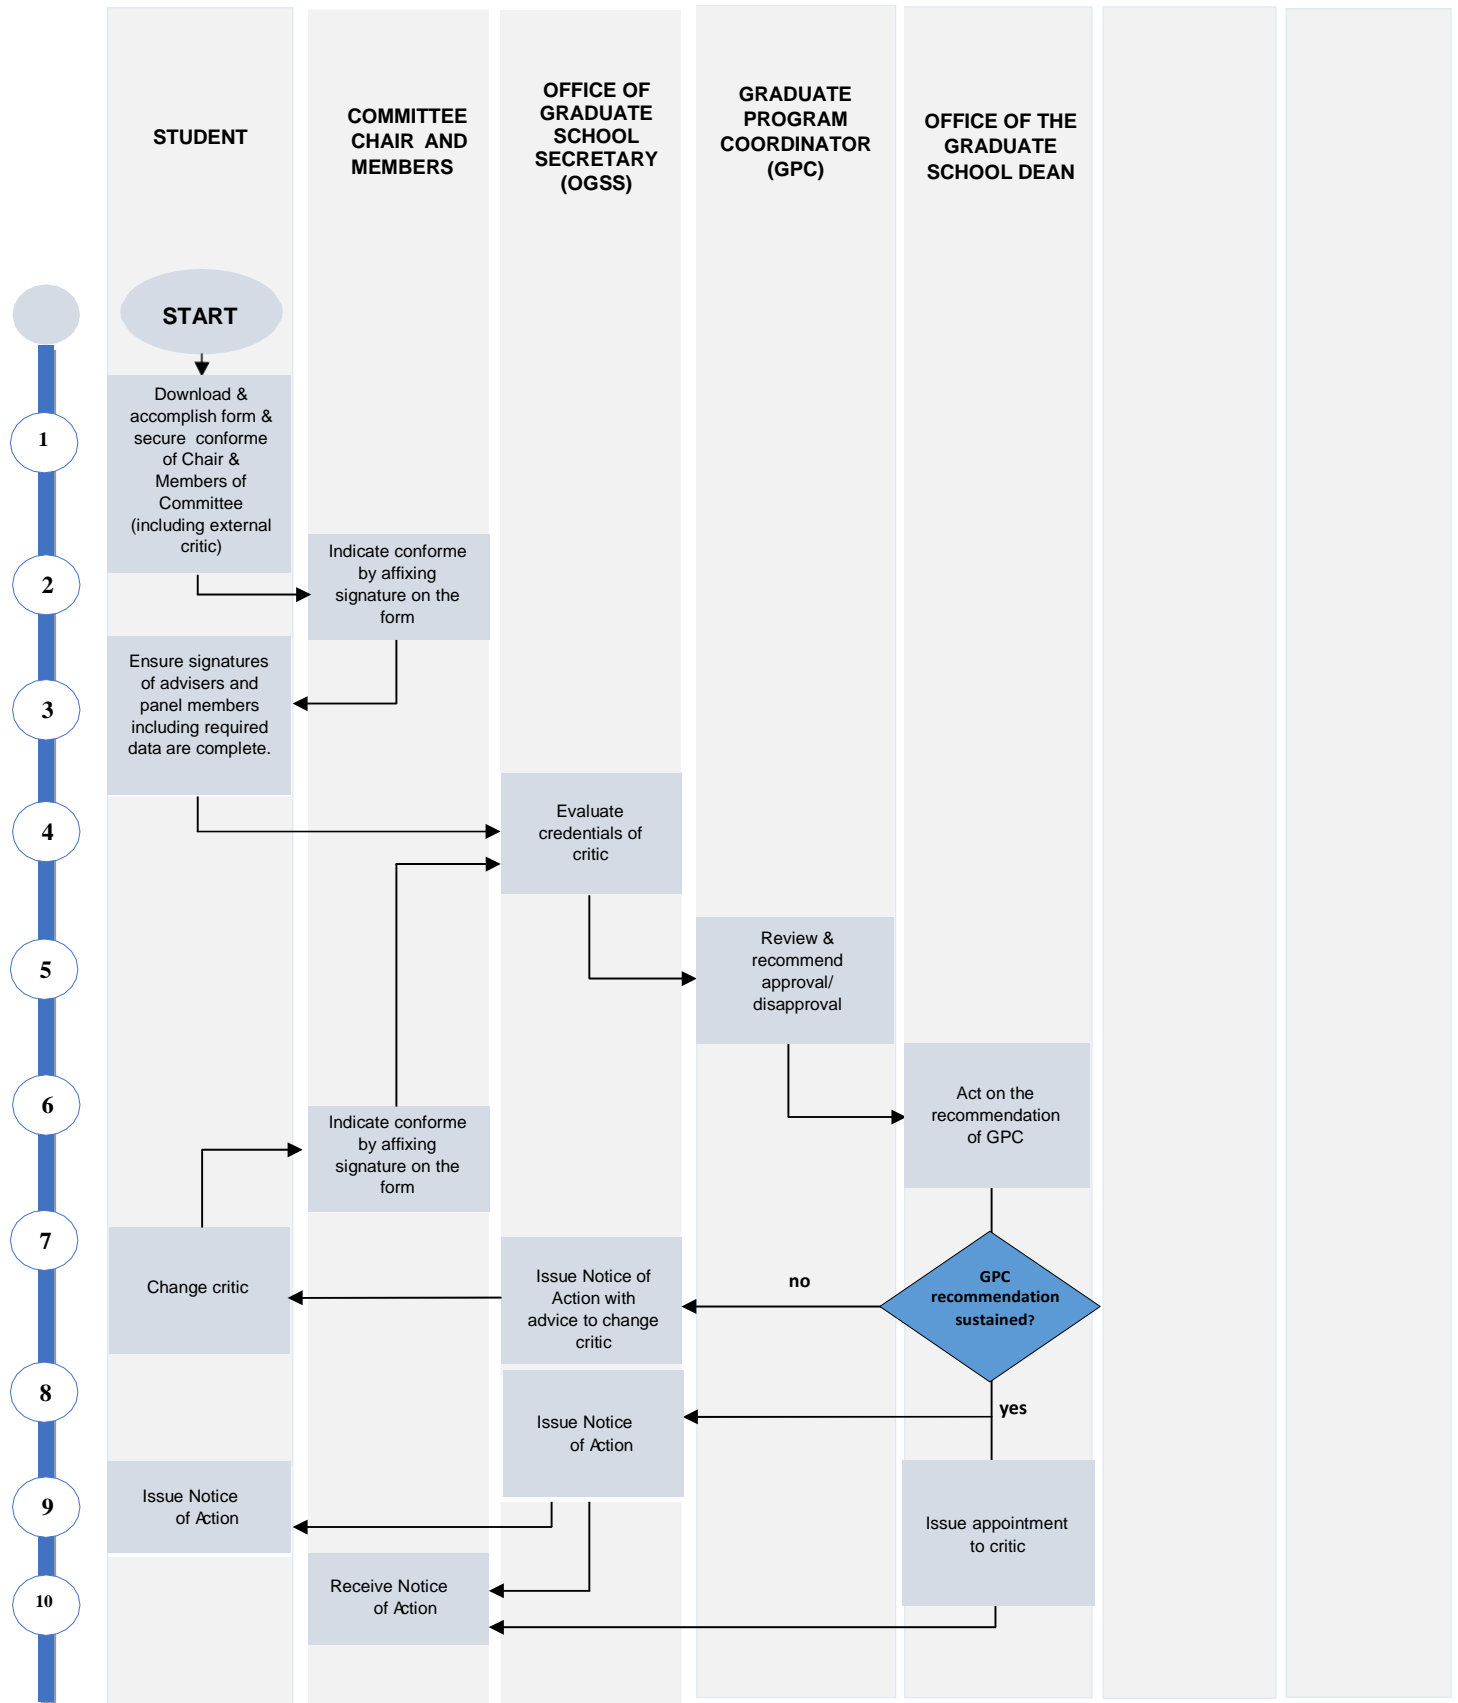 STUDENT
COMMITTEE
CHAIR AND
MEMBERS
OFFICE OF
GRADUATE
SCHOOL
SECRETARY
(OGSS)
GRADUATE
PROGRAM
COORDINATOR
(GPC)
OFFICE OF THE
GRADUATE
SCHOOL DEAN
START
1
Download &
accomplish form &
secure conforme
of Chair &
Members of
Committee
(including external
critic)
2
Indicate conforme
by affixing
signature on the
form
3
Ensure signatures
of advisers and
panel members
including required
data are complete.
4
Evaluate
credentials of
critic
5
Review &
recommend
approval/
disapproval
6
Indicate conforme
by affixing
signature on the
form
Act on the
recommendation
of GPC
7
Change critic
Issue Notice of
Action with
advice to change
critic
no
GPC
recommendation
sustained?
8
Issue Notice
of Action
yes
9
Issue Notice
of Action
Issue appointment
to critic
10
Receive Notice
of Action